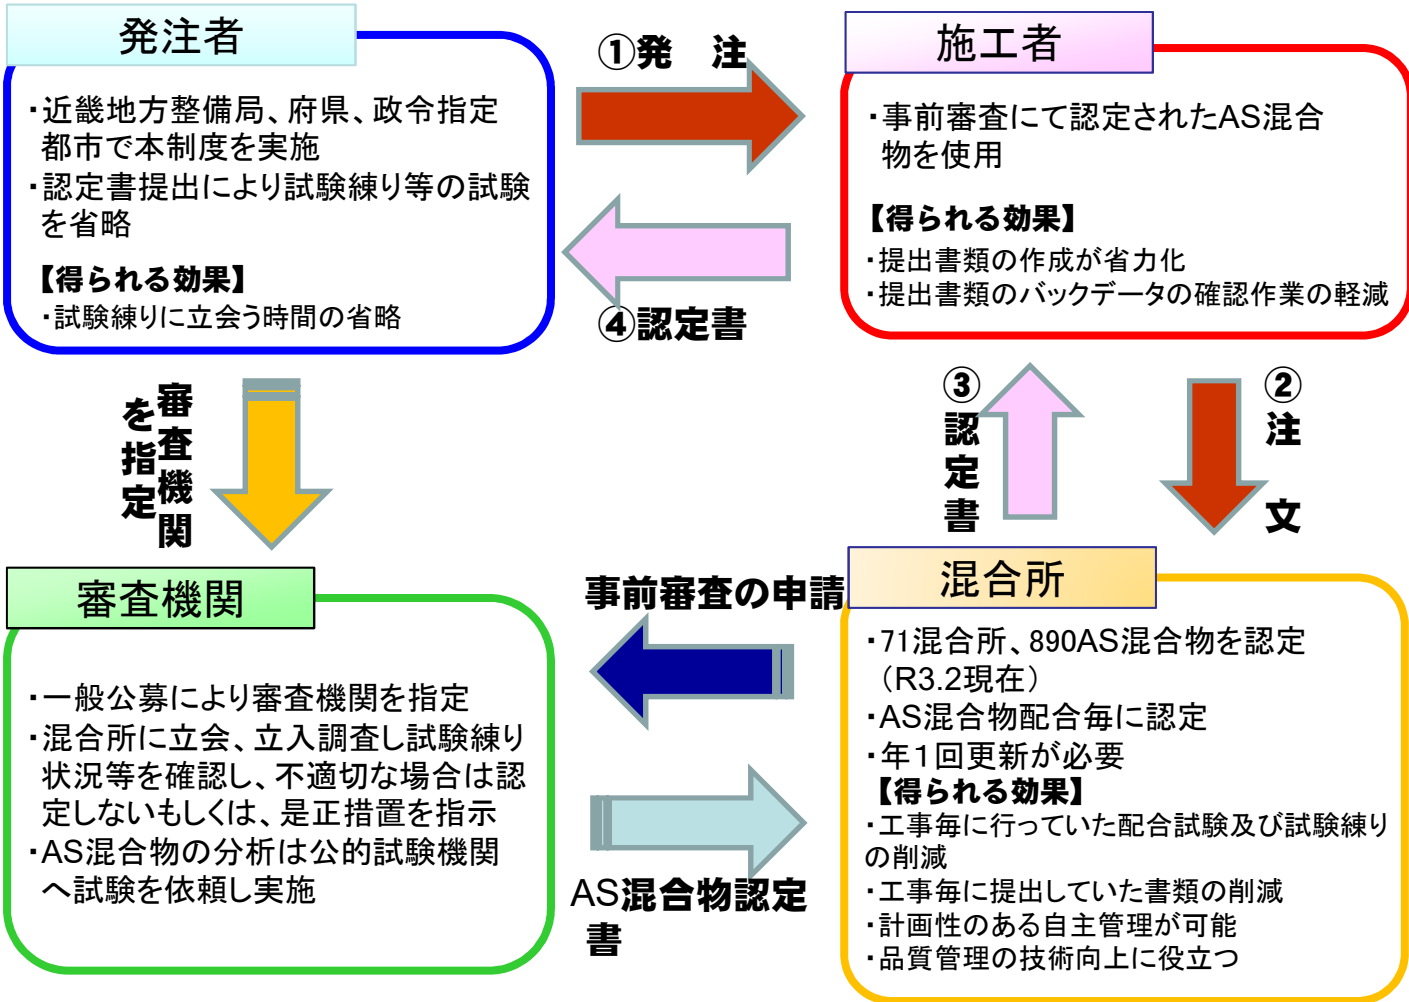 発注者
・近畿地方整備局、府県、政令指定
都市で本制度を実施
・認定書提出により試験練り等の試験
を省略
【得られる効果】
・試験練りに立会う時間の省略
①発　注
④認定書
施工者
・事前審査にて認定されたAS混合
物を使用
【得られる効果】
・提出書類の作成が省力化
・提出書類のバックデータの確認作業の軽減
審査機関
を指定
③認定書
②注　文
審査機関
・一般公募により審査機関を指定
・混合所に立会、立入調査し試験練り
状況等を確認し、不適切な場合は認
定しないもしくは、是正措置を指示
・AS混合物の分析は公的試験機関
へ試験を依頼し実施
事前審査の申請
AS混合物認定
書
混合所
・71混合所、890AS混合物を認定
（R3.2現在）
・AS混合物配合毎に認定
・年１回更新が必要
【得られる効果】
・工事毎に行っていた配合試験及び試験練り
の削減
・工事毎に提出していた書類の削減
・計画性のある自主管理が可能
・品質管理の技術向上に役立つ